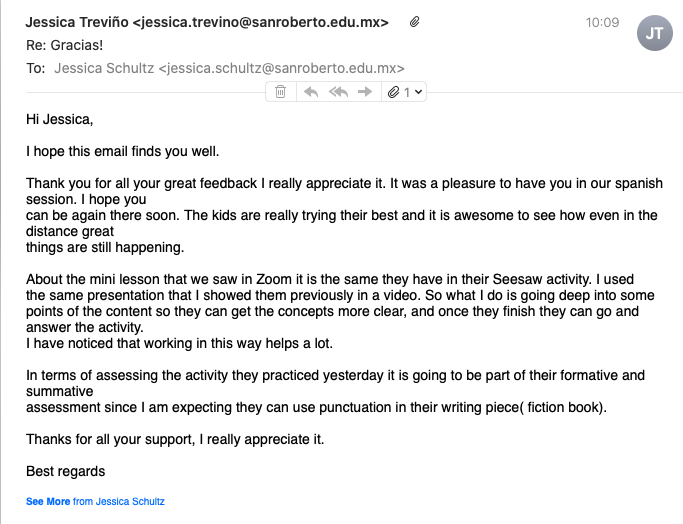 Jessica Treviño <jessica.trevino@sanroberto.edu.mx>
10:09
JT
Re: Gracias!
To: Jessica Schultz <jessica.schultz@sanroberto.edu.mx>
1
Hi Jessica,
I hope this email finds you well.
Thank you for all your great feedback I really appreciate it. It was a pleasure to have you in our spanish
session. I hope you
can be again there soon. The kids are really trying their best and it is awesome to see how even in the
distance great
things are still happening.
About the mini lesson that we saw in Zoom it is the same they have in their Seesaw activity. I used
the same presentation that I showed them previously in a video. So what I do is going deep into some
points of the content so they can get the concepts more clear, and once they finish they can go and
answer the activity.
I have noticed that working in this way helps a lot.
In terms of assessing the activity they practiced yesterday it is going to be part of their formative and
summative
assessment since I am expecting they can use punctuation in their writing piece( fiction book).
Thanks for all your support, I really appreciate it.
Best regards
See More from Jessica Schultz